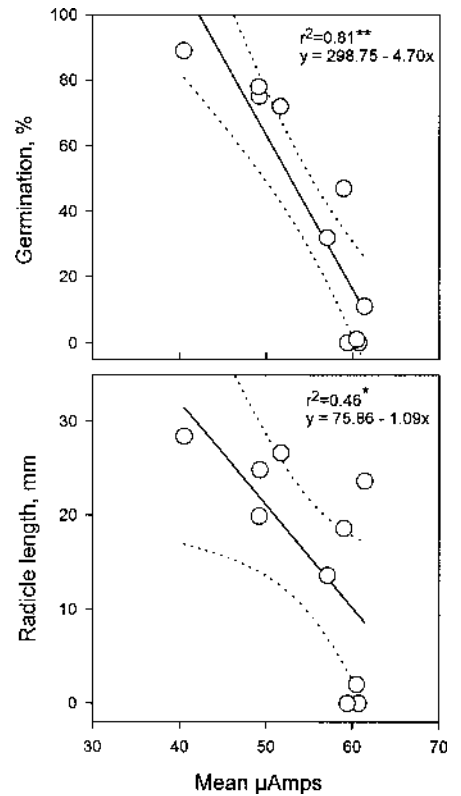 100
80
60
40
20
0
Germination, %
r²=0.81**
y = 298.75 - 4.70x
30
20
10
0
Radicle length, mm
r²=0.46*
y = 75.86 - 1.09x
30 40 50 60 70
Mean µAmps